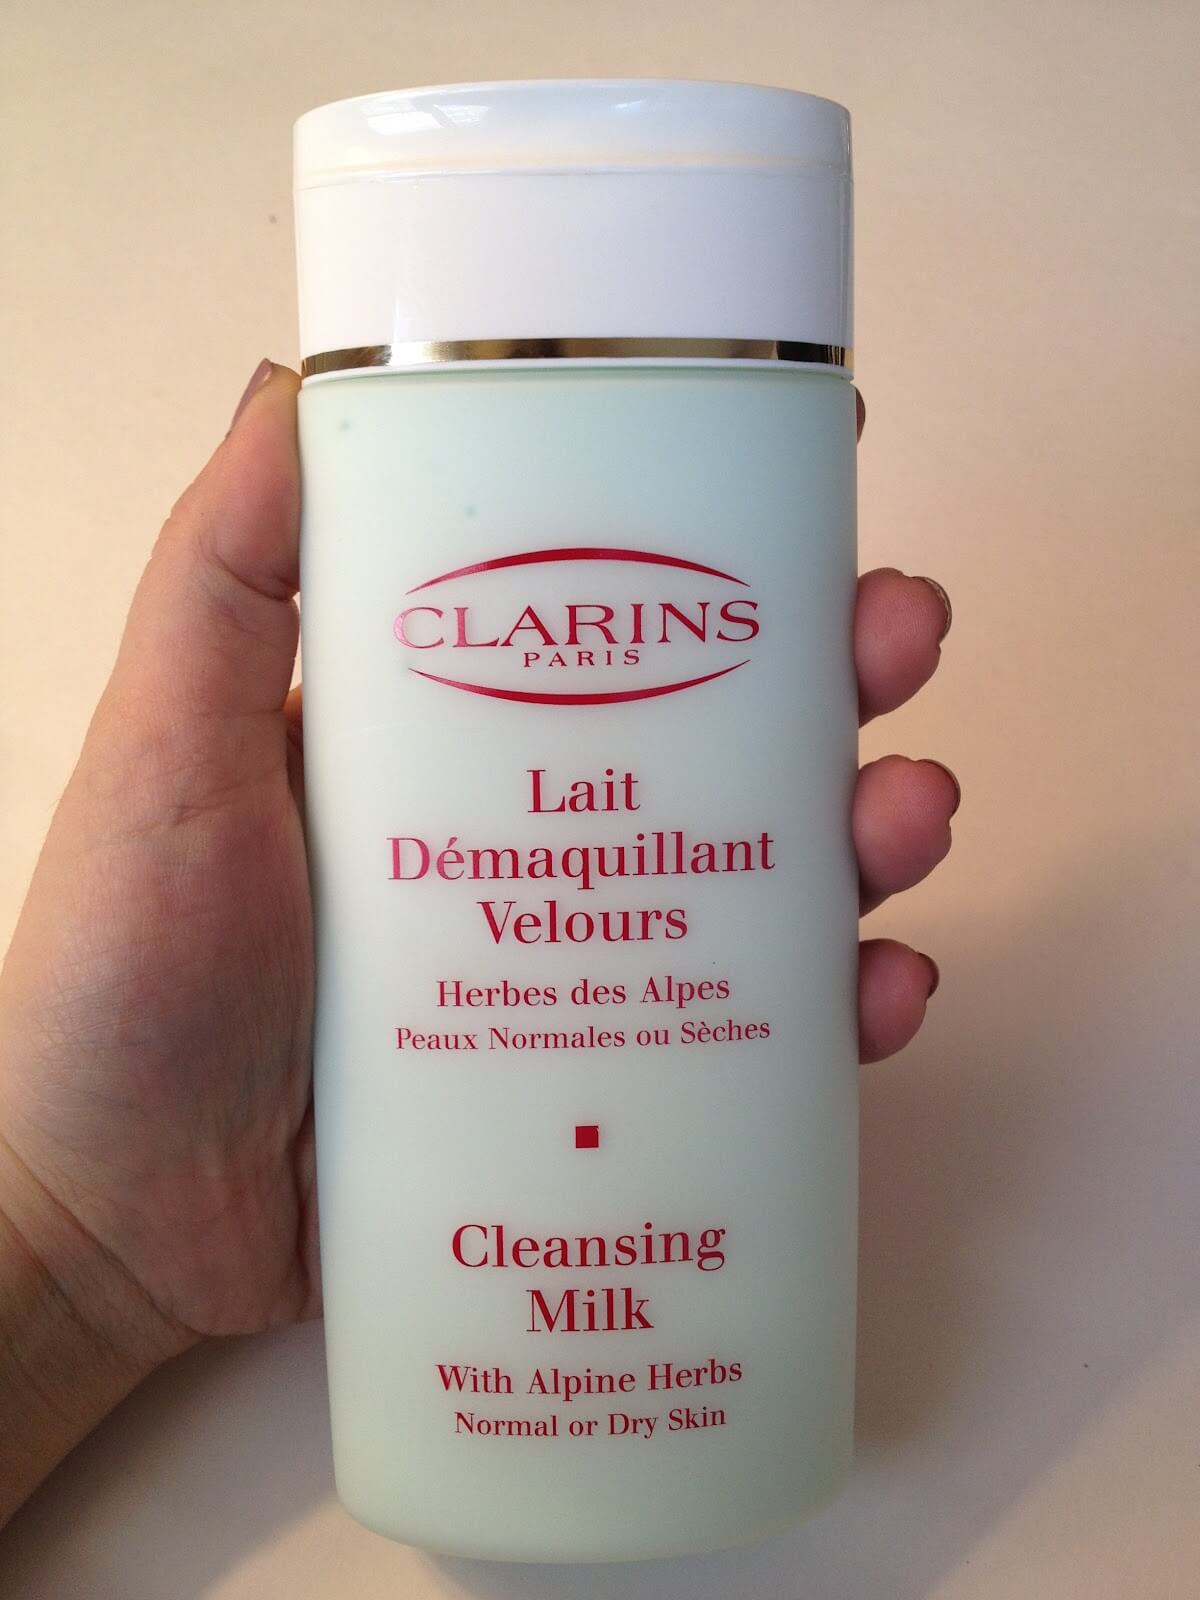 CLARINS
PARIS
Lait
Démaquillant
Velours
Herbes des Alpes
Peaux Normales ou Sèches
Cleansing
Milk
With Alpine Herbs
Normal or Dry Skin